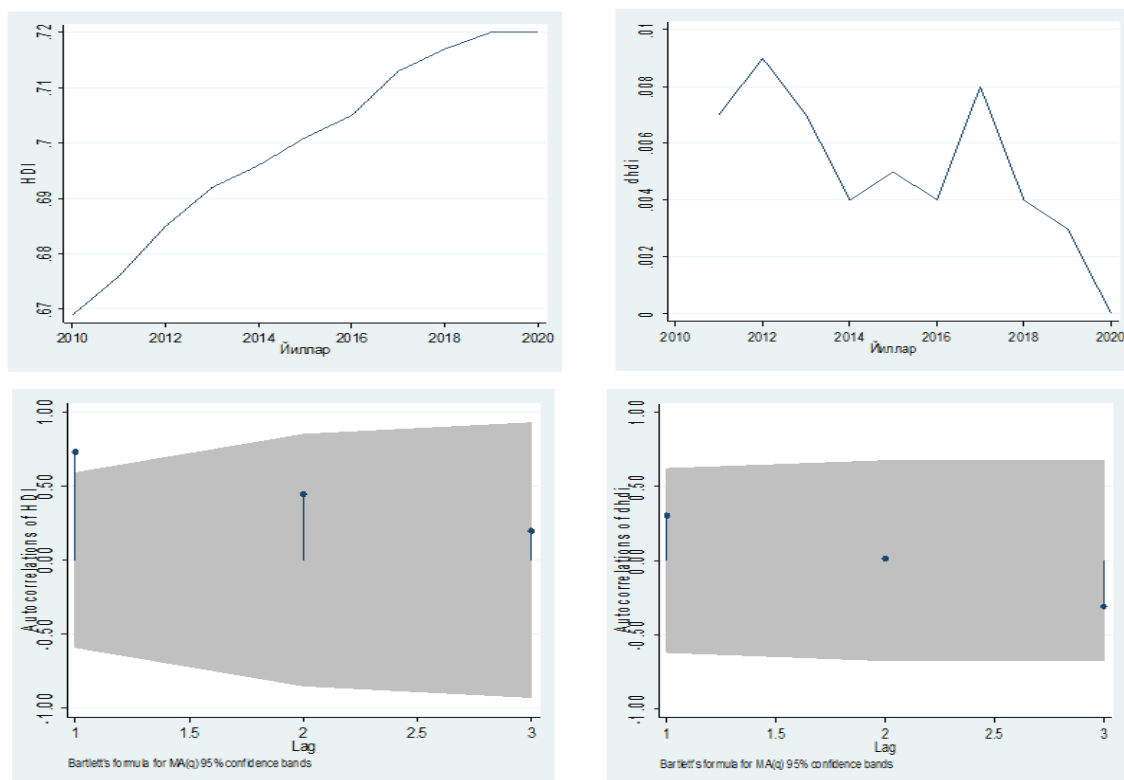 HDI
.72
.71
.7
.69
.68
.67
2010 2012 2014 2016 2018 2020
Йиллар
dhdi
.01
.008
.006
.004
.002
0
2010 2012 2014 2016 2018 2020
Йиллар
Autocorrelations of HDI
1.00
0.50
0.00
-0.50
-1.00
1 1.5 2 2.5 3
Lag
Bartlett's formula for MA(q) 95% confidence bands
Autocorrelations of dhdi
1.00
0.50
0.00
-0.50
-1.00
1 1.5 2 2.5 3
Lag
Bartlett's formula for MA(q) 95% confidence bands